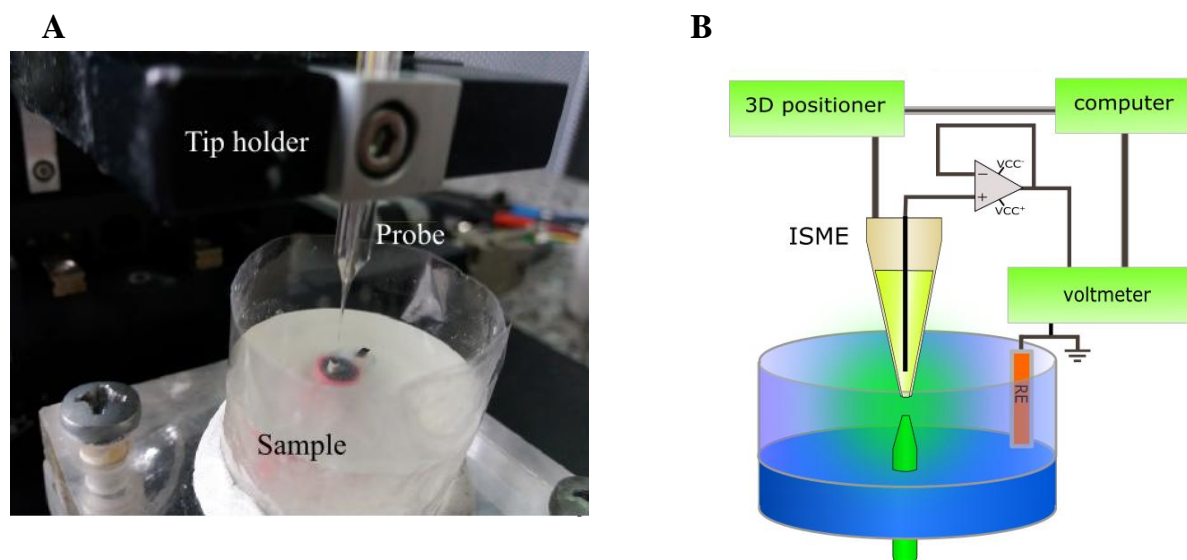 A
B
Tip holder
Probe
Sample
3D positioner
computer
VCC-
−
+
VCC+
ISME
voltmeter
RE